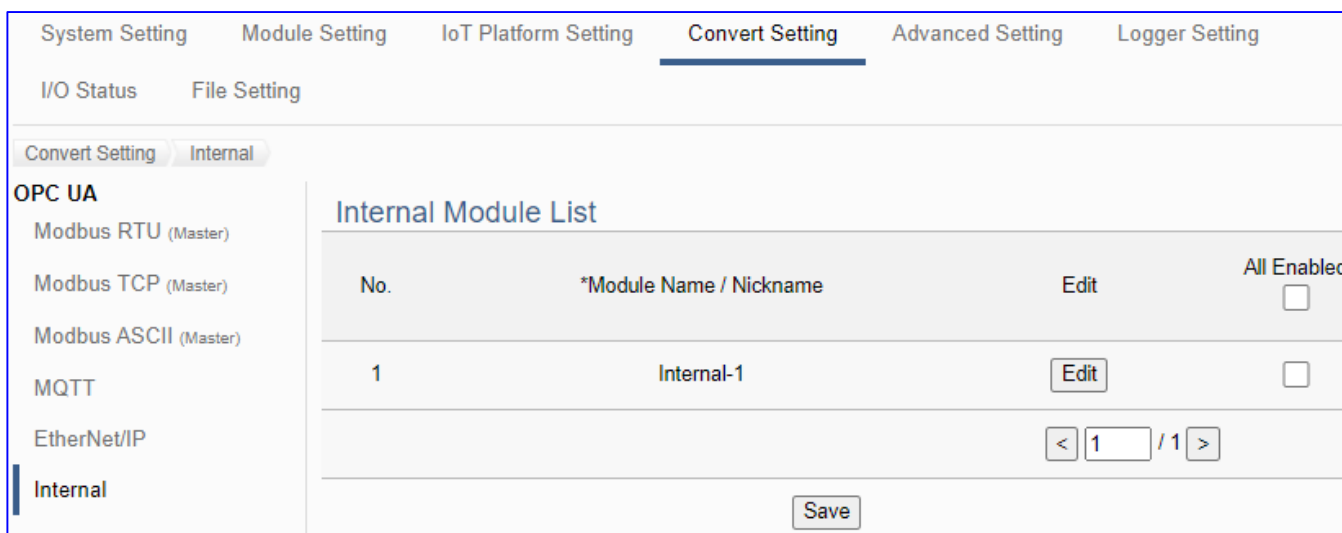 System Setting Module Setting IoT Platform Setting Convert Setting Advanced Setting Logger Setting
I/O Status File Setting
Convert Setting Internal
OPC UA
Modbus RTU (Master)
Modbus TCP (Master)
Modbus ASCII (Master)
MQTT
EtherNet/IP
Internal
Internal Module List
No. *Module Name / Nickname Edit All Enabled
1 Internal-1 Edit
< 1 / 1 >
Save